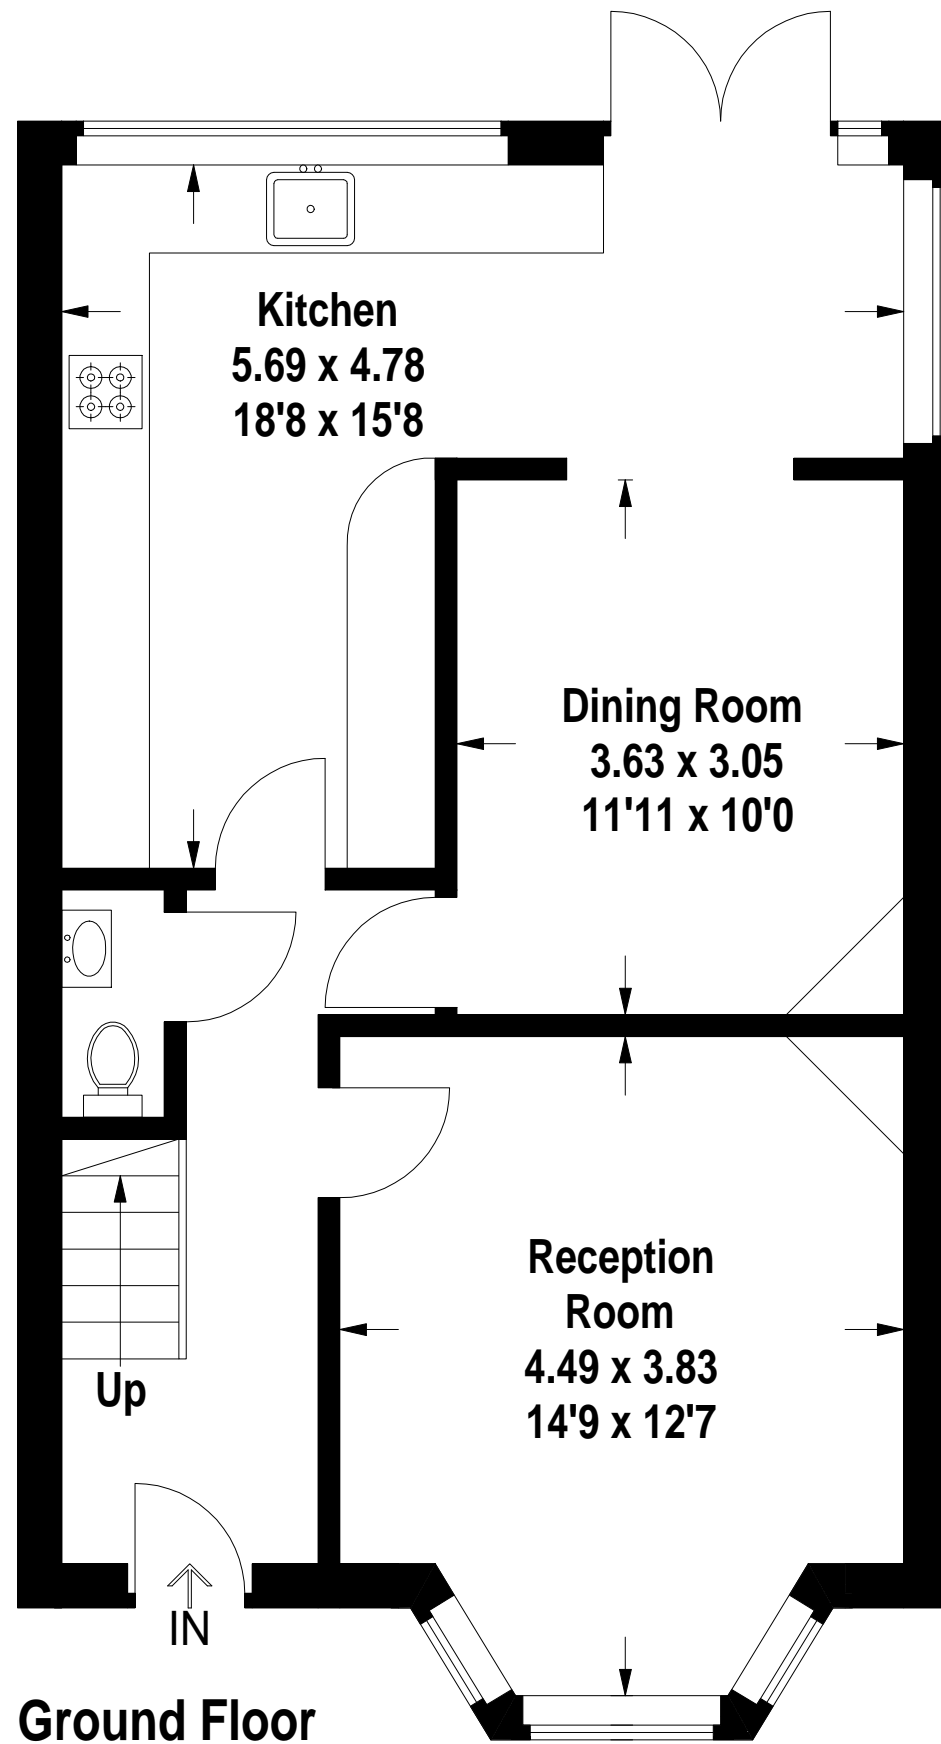 Kitchen
5.69 x 4.78
18'8 x 15'8
Dining Room
3.63 x 3.05
11'11 x 10'0
Reception
Room
4.49 x 3.83
14'9 x 12'7
Up
IN
Ground Floor